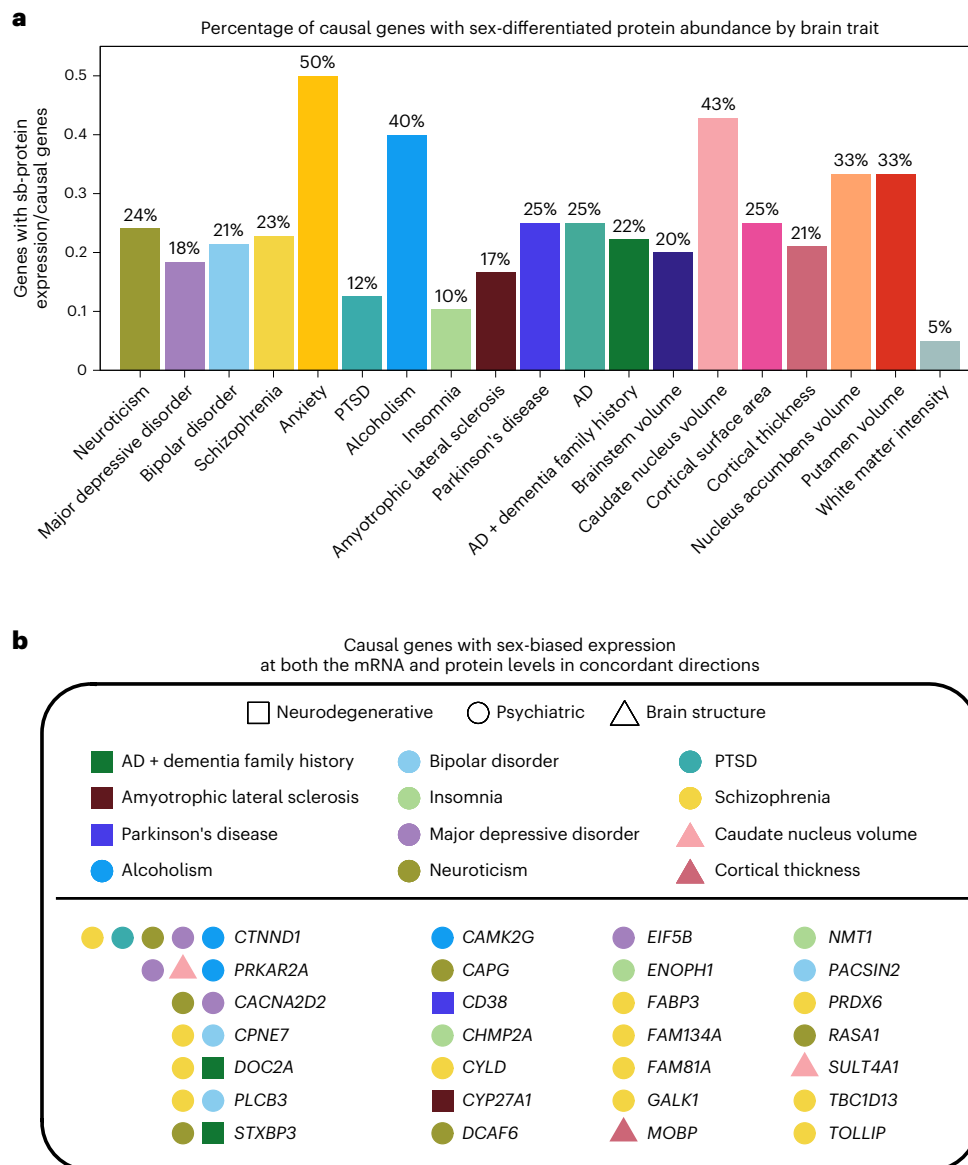 a
Percentage of causal genes with sex-differentiated protein abundance by brain trait
Genes with sb-protein
expression/causal genes
0.5
0.4
0.3
0.2
0.1
0
24%
18%
21%
23%
50%
12%
40%
10%
17%
25%
25%
22%
20%
43%
25%
21%
33%
33%
5%
Neuroticism
Major depressive disorder
Bipolar disorder
Schizophrenia
Anxiety
PTSD
Alcoholism
Insomnia
Amyotrophic lateral sclerosis
Parkinson's disease
AD
AD + dementia family history
Brainstem volume
Caudate nucleus volume
Cortical surface area
Cortical thickness
Nucleus accumbens volume
Putamen volume
White matter intensity
b
Causal genes with sex-biased expression
at both the mRNA and protein levels in concordant directions
Neurodegenerative Psychiatric Brain structure
AD + dementia family history Bipolar disorder PTSD
Amyotrophic lateral sclerosis Insomnia Schizophrenia
Parkinson's disease Major depressive disorder Caudate nucleus volume
Alcoholism Neuroticism Cortical thickness
CTNND1 CAMK2G EIF5B NMT1
PRKAR2A CAPG ENOPH1 PACSIN2
CACNA2D2 CD38 FABP3 PRDX6
CPNE7 CHMP2A FAM134A RASA1
DOC2A CYLD FAM81A SULT4A1
PLCB3 CYP27A1 GALK1 TBC1D13
STXBP3 DCAF6 MOBP TOLLIP